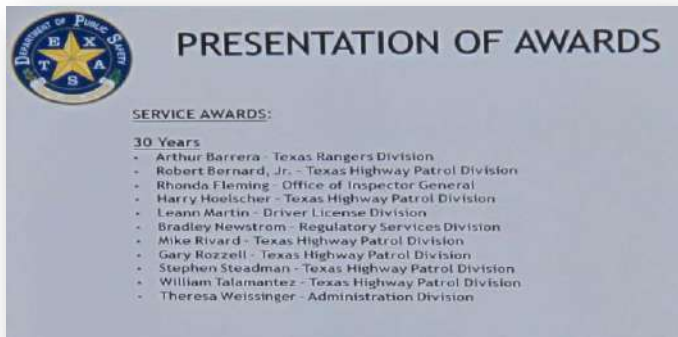 DEPARTMENT OF PUBLIC SAFETY
TEXAS
PRESENTATION OF AWARDS
SERVICE AWARDS:
30 Years
- Arthur Barrera - Texas Rangers Division
- Robert Bernard, Jr. - Texas Highway Patrol Division
- Rhonda Fleming - Office of Inspector General
- Harry Hoelscher - Texas Highway Patrol Division
- Leann Martin - Driver License Division
- Bradley Newstrom - Regulatory Services Division
- Mike Rivard - Texas Highway Patrol Division
- Gary Rozzell - Texas Highway Patrol Division
- Stephen Steadman - Texas Highway Patrol Division
- William Talamantez - Texas Highway Patrol Division
- Theresa Weissinger - Administration Division